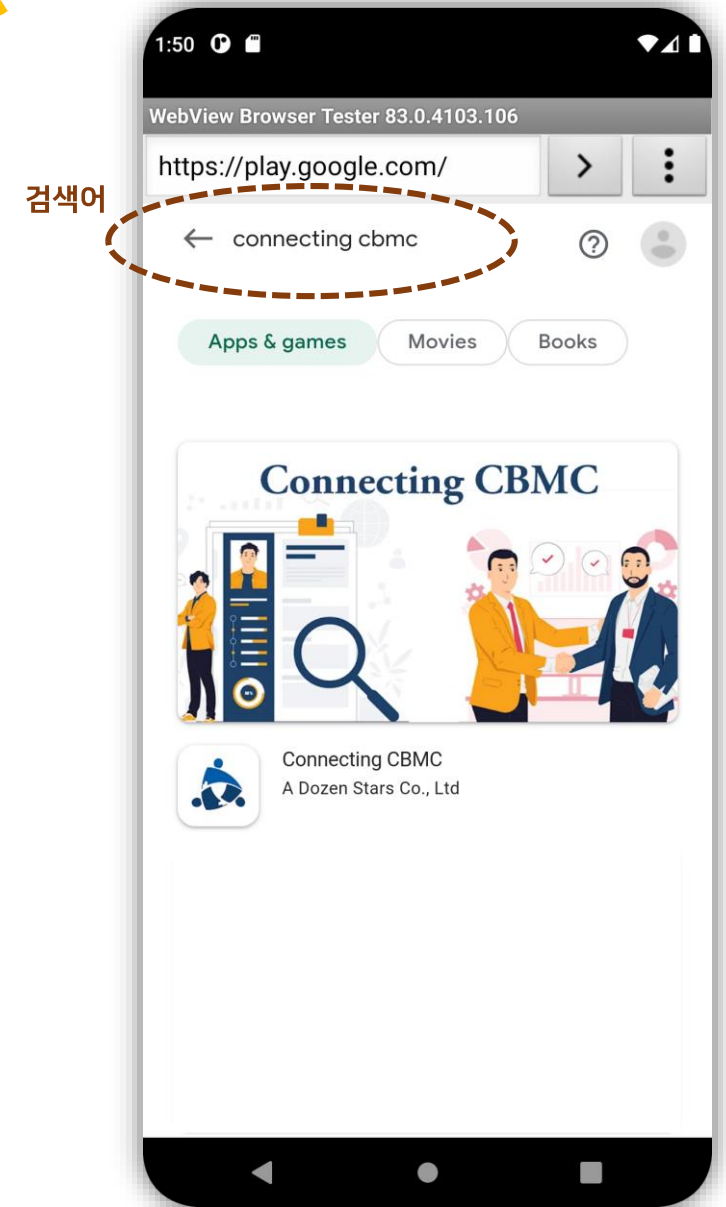 1:50
WebView Browser Tester 83.0.4103.106
https://play.google.com/
검색어
connecting cbmc
Apps & games Movies Books
Connecting CBMC
Connecting CBMC
A Dozen Stars Co., Ltd